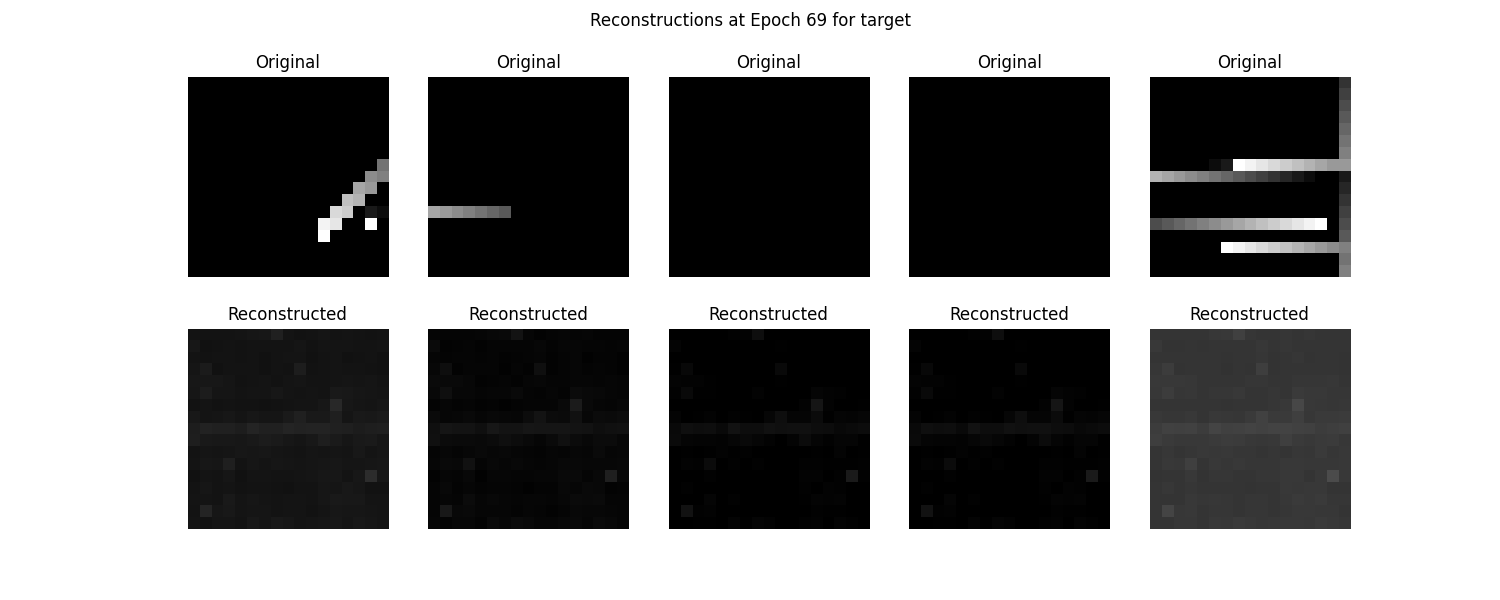 Reconstructions at Epoch 69 for target
Original Original Original Original Original
Reconstructed Reconstructed Reconstructed Reconstructed Reconstructed